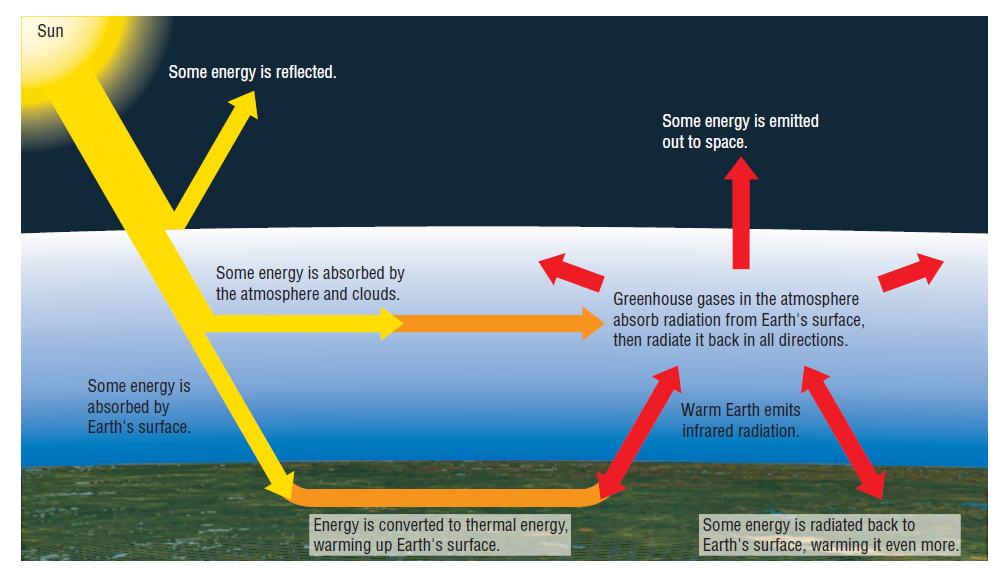 Sun
Some energy is reflected.
Some energy is emitted
out to space.
Some energy is absorbed by
the atmosphere and clouds.
Greenhouse gases in the atmosphere
absorb radiation from Earth's surface,
then radiate it back in all directions.
Some energy is
absorbed by
Earth's surface.
Warm Earth emits
infrared radiation.
Energy is converted to thermal energy,
warming up Earth's surface.
Some energy is radiated back to
Earth's surface, warming it even more.